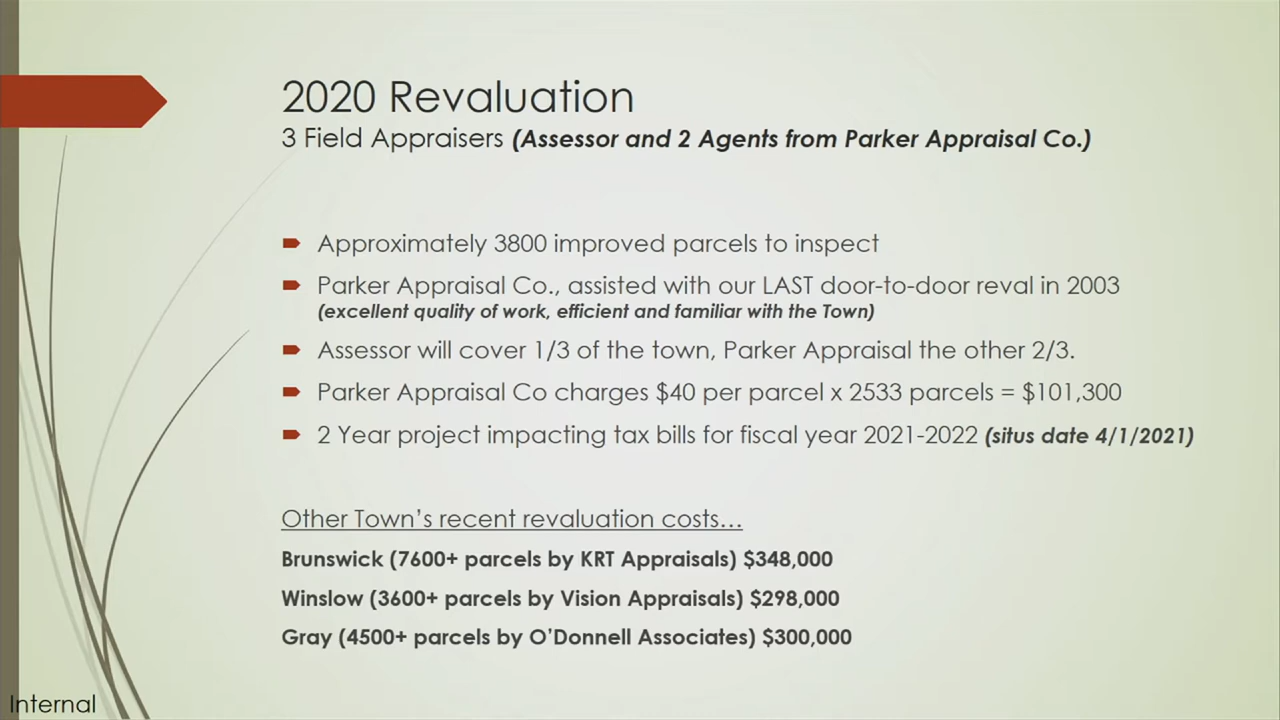 2020 Revaluation
3 Field Appraisers (Assessor and 2 Agents from Parker Appraisal Co.)
Approximately 3800 improved parcels to inspect
Parker Appraisal Co., assisted with our LAST door-to-door reval in 2003
(excellent quality of work, efficient and familiar with the Town)
Assessor will cover 1/3 of the town, Parker Appraisal the other 2/3.
Parker Appraisal Co charges $40 per parcel x 2533 parcels = $101,300
2 Year project impacting tax bills for fiscal year 2021-2022 (situs date 4/1/2021)
Other Town's recent revaluation costs…
Brunswick (7600+ parcels by KRT Appraisals) $348,000
Winslow (3600+ parcels by Vision Appraisals) $298,000
Gray (4500+ parcels by O'Donnell Associates) $300,000
Internal